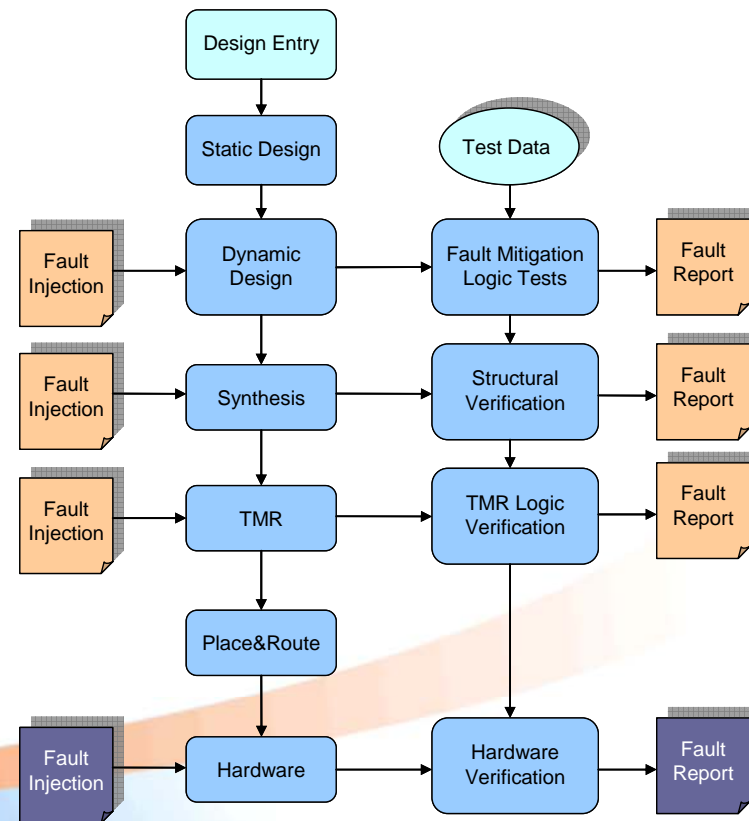 Design Entry
Static Design
Test Data
Fault
Injection
Dynamic
Design
Fault Mitigation
Logic Tests
Fault
Report
Fault
Injection
Synthesis
Structural
Verification
Fault
Report
Fault
Injection
TMR
TMR Logic
Verification
Fault
Report
Place&Route
Fault
Injection
Hardware
Hardware
Verification
Fault
Report